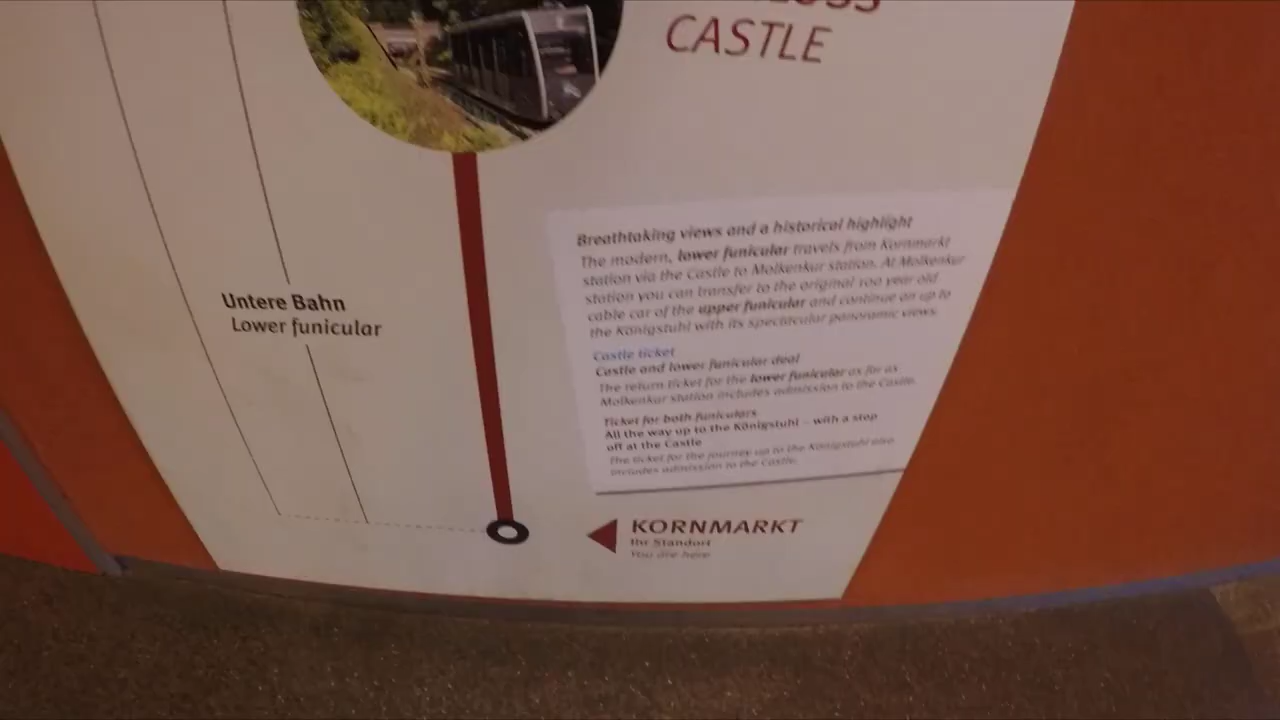 CASTLE
Breathtaking views and a historical highlight
The modern, lower funicular travels from Kornmarkt
station via the Castle to Molkenkur station. At Molkenkur
station you can transfer to the original 100 year old
cable car of the upper funicular and continue on up to
the Königstuhl with its spectacular panoramic views.
Untere Bahn
Lower funicular
Castle ticket
Castle and lower funicular deal
The return ticket for the lower funicular as far as
Molkenkur station includes admission to the Castle.
Ticket for both funiculars
All the way up to the Königstuhl – with a stop
off at the Castle
The ticket for the journey up to the Königstuhl also
includes admission to the Castle.
KORNMARKT
Ihr Standort
You are here